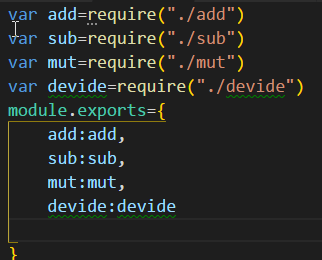 var add=require("./add")
var sub=require("./sub")
var mut=require("./mut")
var devide=require("./devide")
module.exports={
    add:add,
    sub:sub,
    mut:mut,
    devide:devide
}